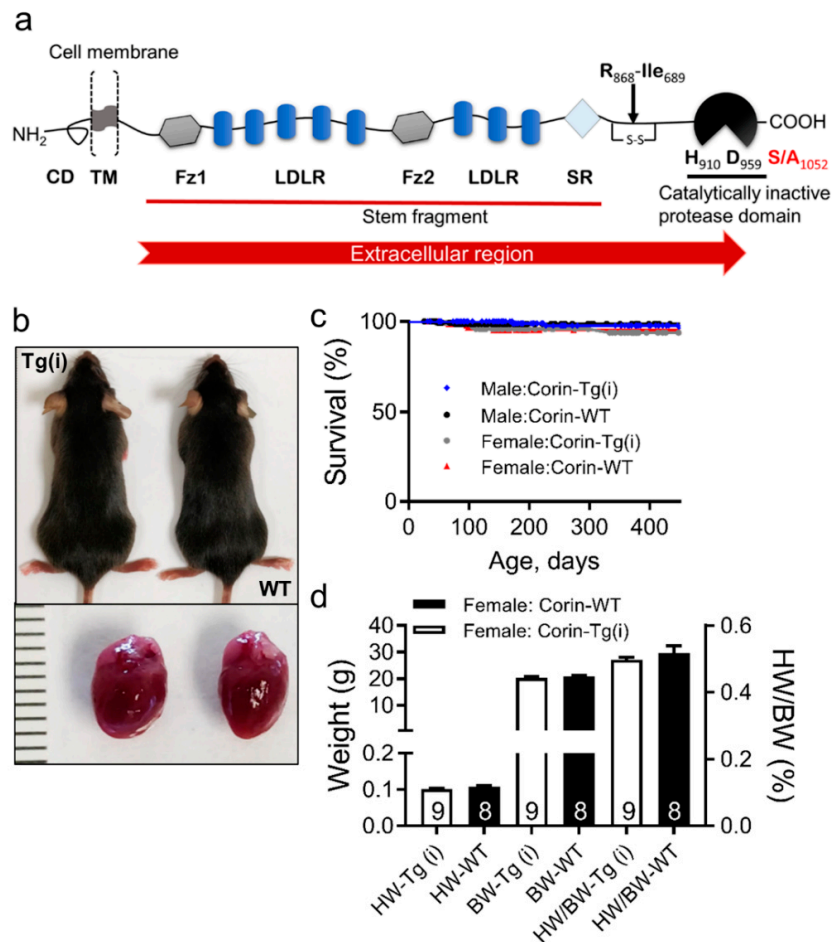 a
Cell membrane
R868-Ile689
NH2
S-S
COOH
CD TM Fz1 LDLR Fz2 LDLR SR
H910 D959 S/A1052
Catalytically inactive
protease domain
Stem fragment
Extracellular region
b
Tg(i)
WT
c
Survival (%)
100
50
0
Male:Corin-Tg(i)
Male:Corin-WT
Female:Corin-Tg(i)
Female:Corin-WT
0 100 200 300 400
Age, days
d
Female: Corin-WT
Female: Corin-Tg(i)
Weight (g)
40
30
20
10
0.2
0.1
0.0
HW/BW (%)
0.6
0.4
0.2
0.0
9 8 9 8 9 8
HW-Tg (i)
HW-WT
BW-Tg (i)
BW-WT
HW/BW-Tg (i)
HW/BW-WT